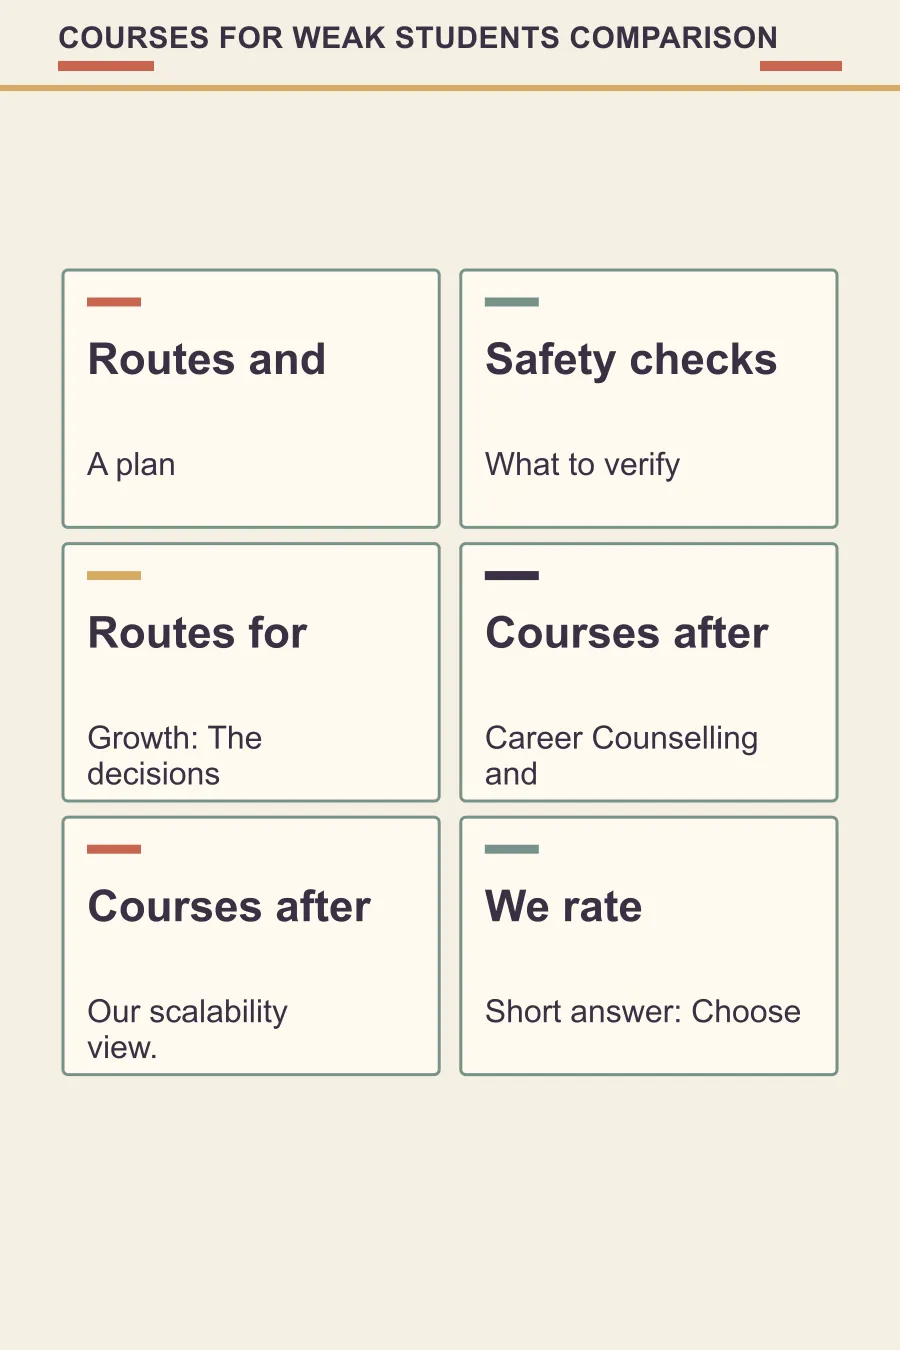 COURSES FOR WEAK STUDENTS COMPARISON
Routes and
A plan
Safety checks
What to verify
Routes for
Growth: The
decisions
Courses after
Career Counselling
and
Courses after
Our scalability
view.
We rate
Short answer: Choose